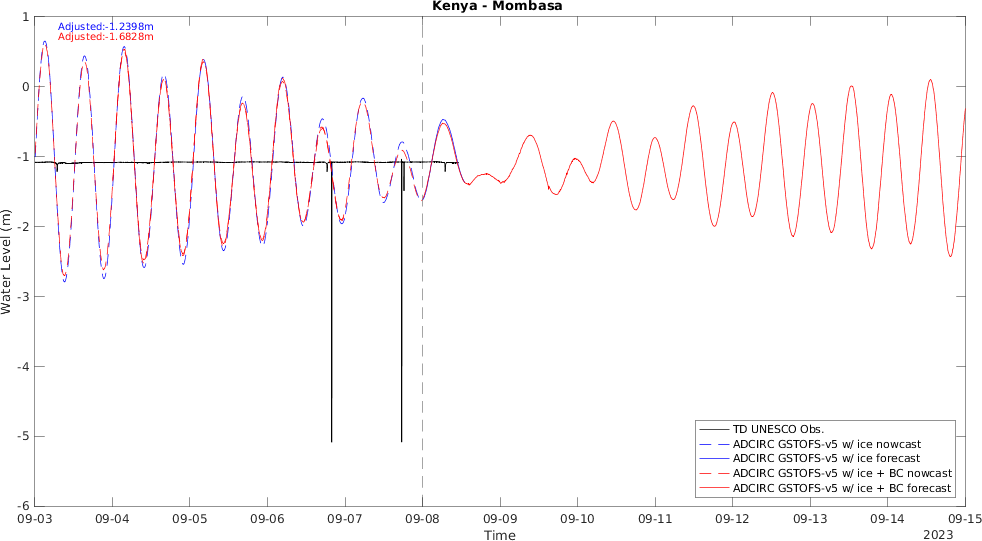 Kenya - Mombasa
Adjusted:-1.2398m
Adjusted:-1.6828m
1
0
-1
-2
-3
-4
-5
-6
Water Level (m)
TD UNESCO Obs.
ADCIRC GSTOFS-v5 w/ ice nowcast
ADCIRC GSTOFS-v5 w/ ice forecast
ADCIRC GSTOFS-v5 w/ ice + BC nowcast
ADCIRC GSTOFS-v5 w/ ice + BC forecast
09-03 09-04 09-05 09-06 09-07 09-08 09-09 09-10 09-11 09-12 09-13 09-14 09-15
Time
2023